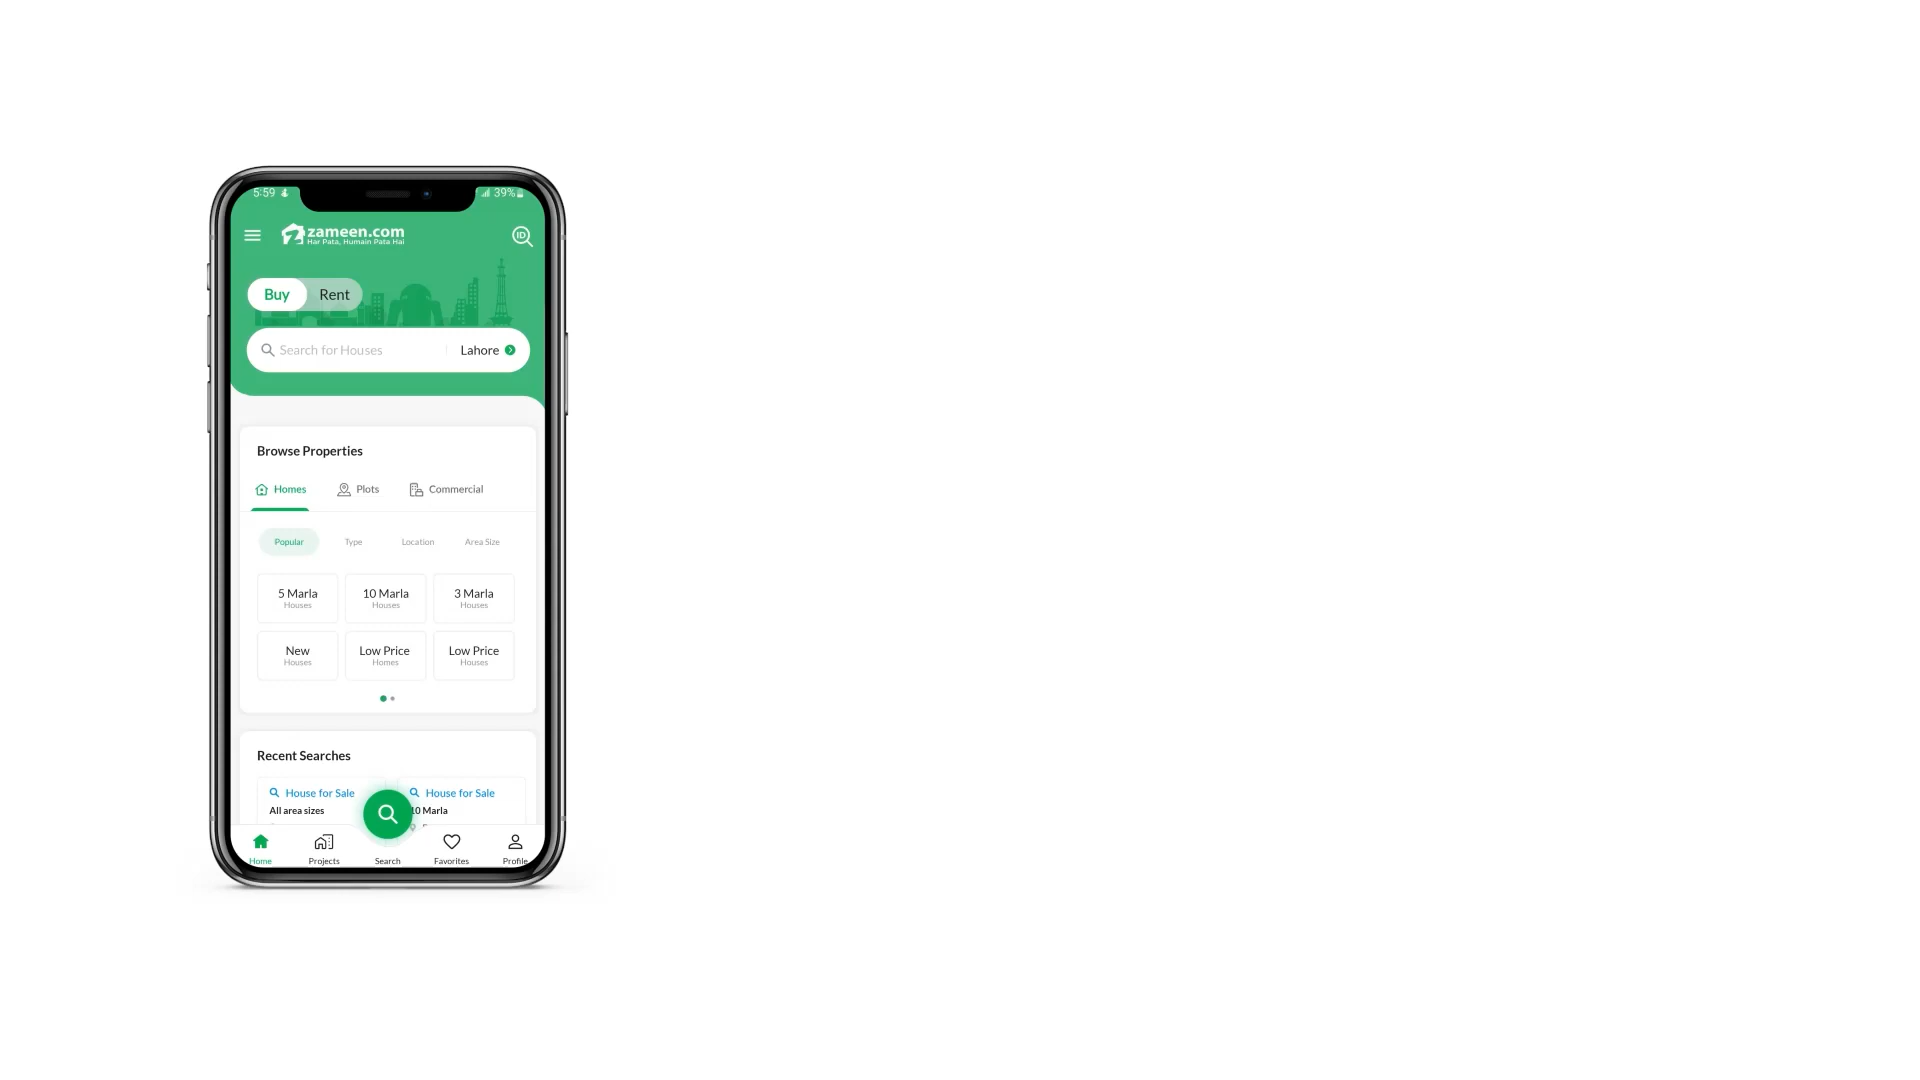 5:59
39%
zameen.com
Har Pata, Humain Pata Hai
ID
Buy Rent
Search for Houses Lahore
Browse Properties
Homes Plots Commercial
Popular Type Location Area Size
5 Marla 10 Marla 3 Marla
Houses Houses Houses
New Low Price Low Price
Houses Homes Houses
Recent Searches
House for Sale House for Sale
All area sizes 10 Marla
Home Projects Search Favorites Profile